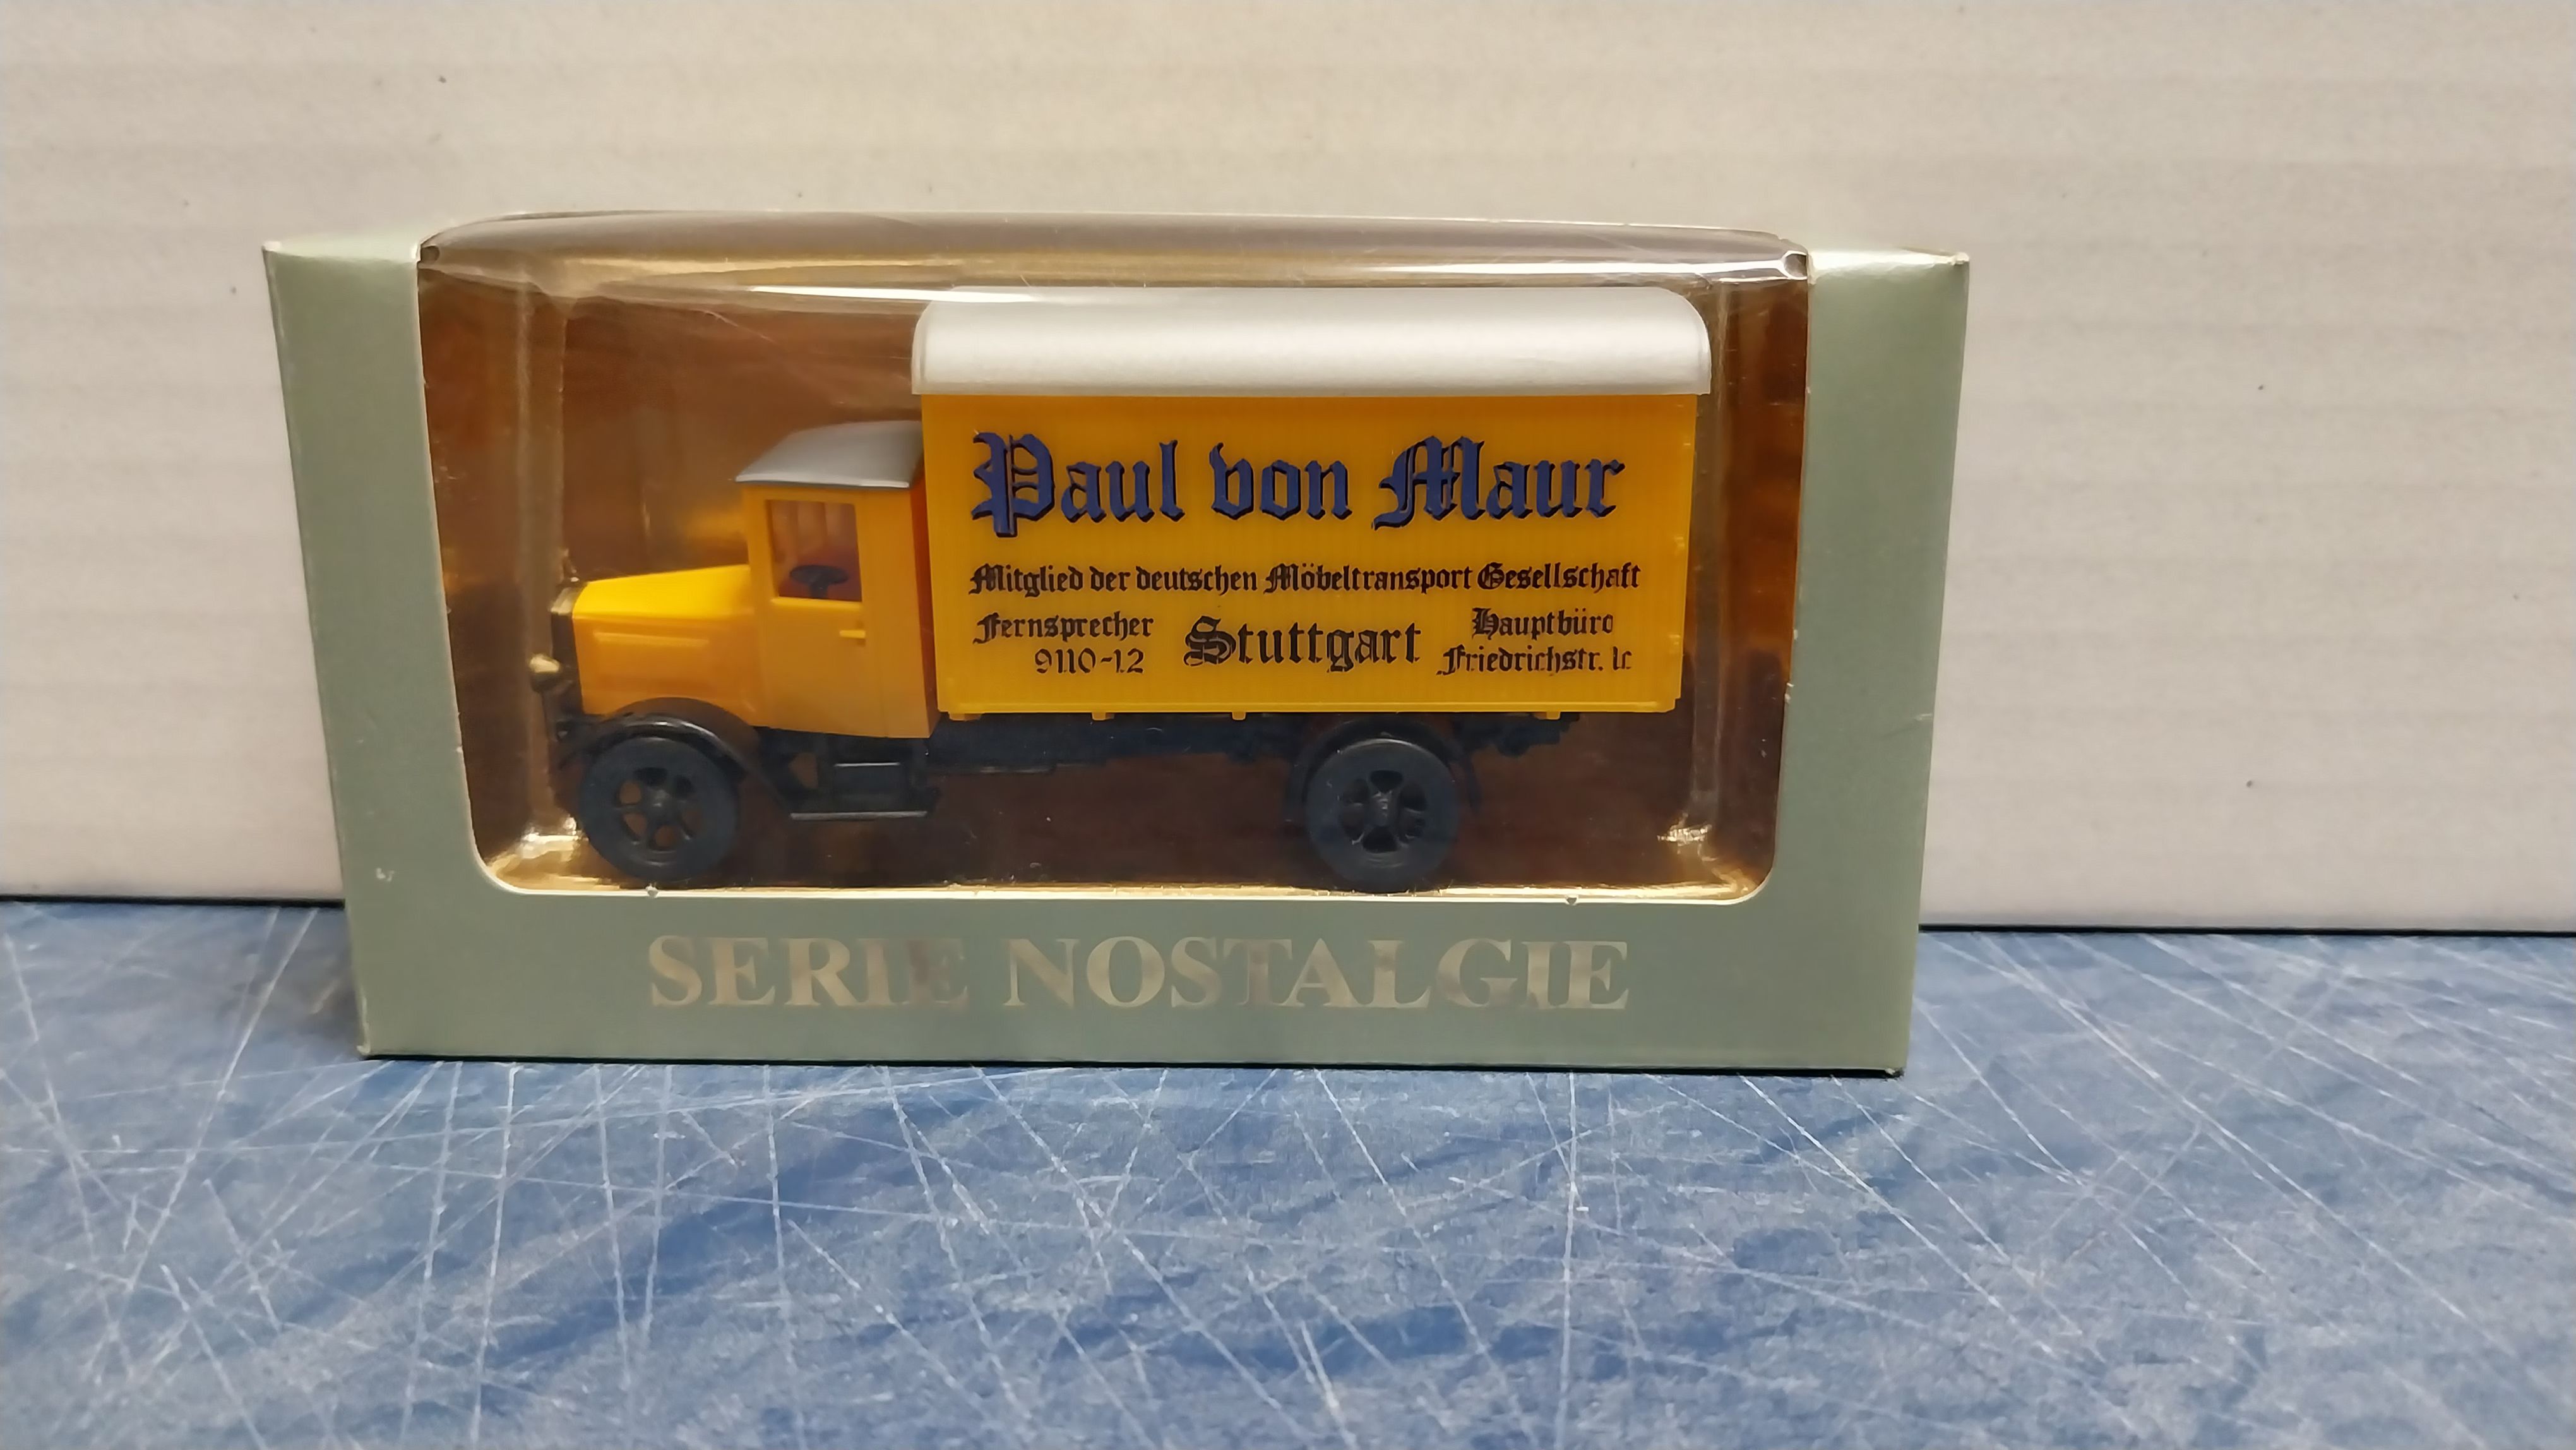 Paul von Maur
Mitglied der deutschen Möbeltransport Gesellschaft
Fernsprecher
9110-12
Stuttgart
Hauptbüro
Friedrichstr. 1c
SERIE NOSTALGIE